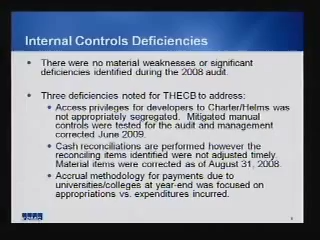 Internal Controls Deficiencies
• There were no material weaknesses or significant
deficiencies identified during the 2008 audit.
• Three deficiencies noted for THECB to address:
• Access privileges for developers to Charter/Helms was
not appropriately segregated. Mitigated manual
controls were tested for the audit and management
corrected June 2009.
• Cash reconciliations are performed however the
reconciling items identified were not adjusted timely.
Material items were corrected as of August 31, 2008.
• Accrual methodology for payments due to
universities/colleges at year-end was focused on
appropriations vs. expenditures incurred.